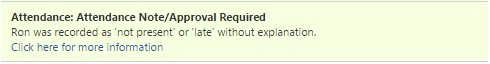 Attendance: Attendance Note/Approval Required
Ron was recorded as 'not present' or 'late' without explanation.
Click here for more information